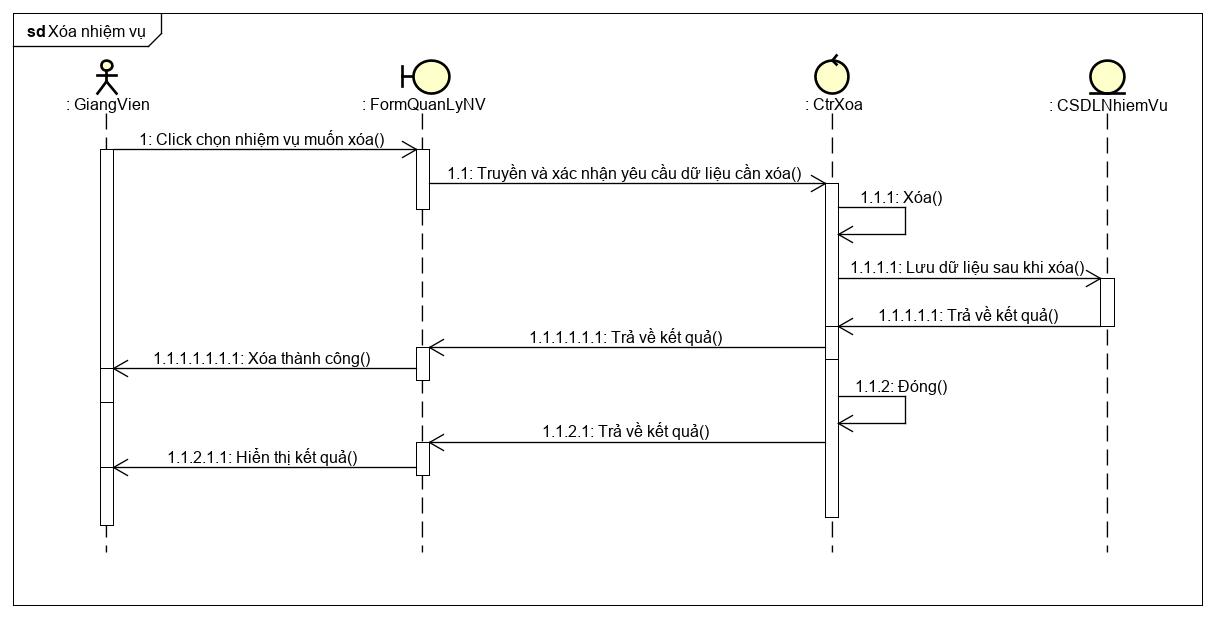 sd Xóa nhiệm vụ
: GiangVien
: FormQuanLyNV
: CtrXoa
: CSDLNhiemVu
1: Click chọn nhiệm vụ muốn xóa()
1.1: Truyền và xác nhận yêu cầu dữ liệu cần xóa()
1.1.1: Xóa()
1.1.1.1: Lưu dữ liệu sau khi xóa()
1.1.1.1.1: Trả về kết quả()
1.1.1.1.1.1: Trả về kết quả()
1.1.1.1.1.1.1: Xóa thành công()
1.1.2: Đóng()
1.1.2.1: Trả về kết quả()
1.1.2.1.1: Hiển thị kết quả()